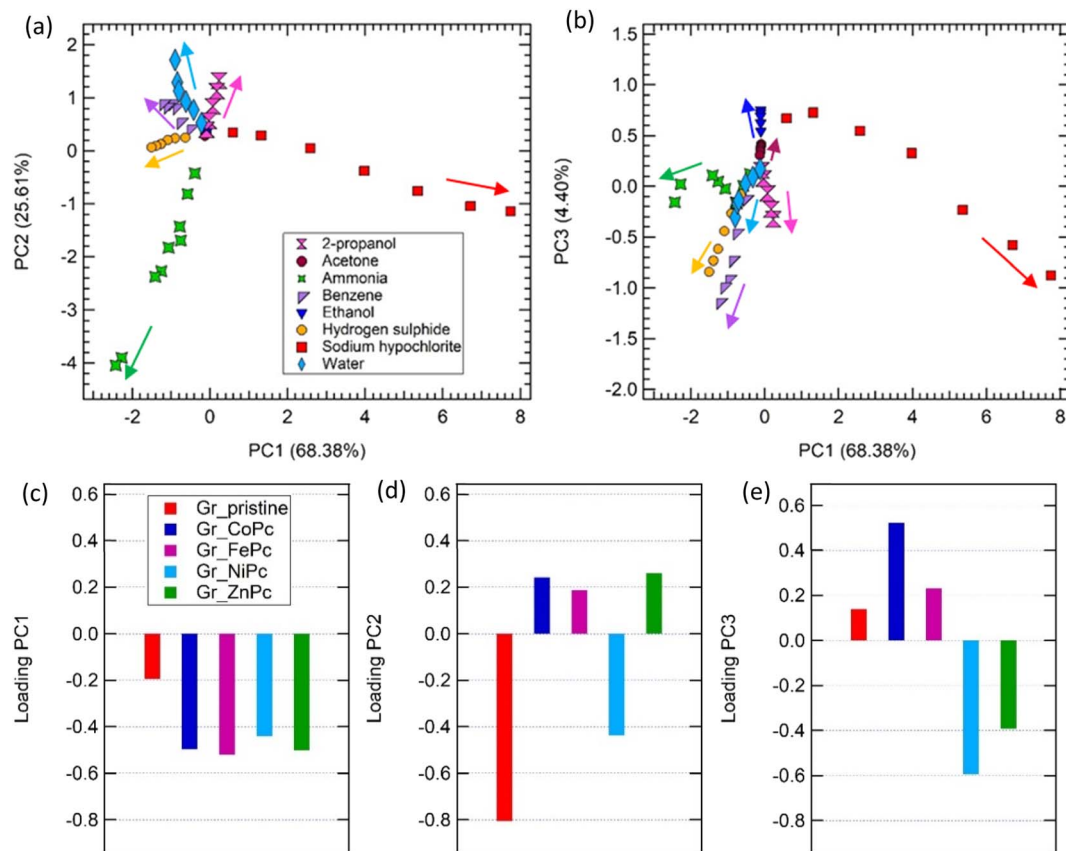 (a)
2
1
0
-1
-2
-3
-4
PC2 (25.61%)
2-propanol
Acetone
Ammonia
Benzene
Ethanol
Hydrogen sulphide
Sodium hypochlorite
Water
-2
0
2
4
6
8
PC1 (68.38%)
(b)
1.5
1.0
0.5
0.0
-0.5
-1.0
-1.5
-2.0
PC3 (4.40%)
-2
0
2
4
6
8
PC1 (68.38%)
(c)
0.6
0.4
0.2
0.0
-0.2
-0.4
-0.6
-0.8
Loading PC1
Gr_pristine
Gr_CoPc
Gr_FePc
Gr_NiPc
Gr_ZnPc
(d)
0.6
0.4
0.2
0.0
-0.2
-0.4
-0.6
-0.8
Loading PC2
(e)
0.6
0.4
0.2
0.0
-0.2
-0.4
-0.6
-0.8
Loading PC3